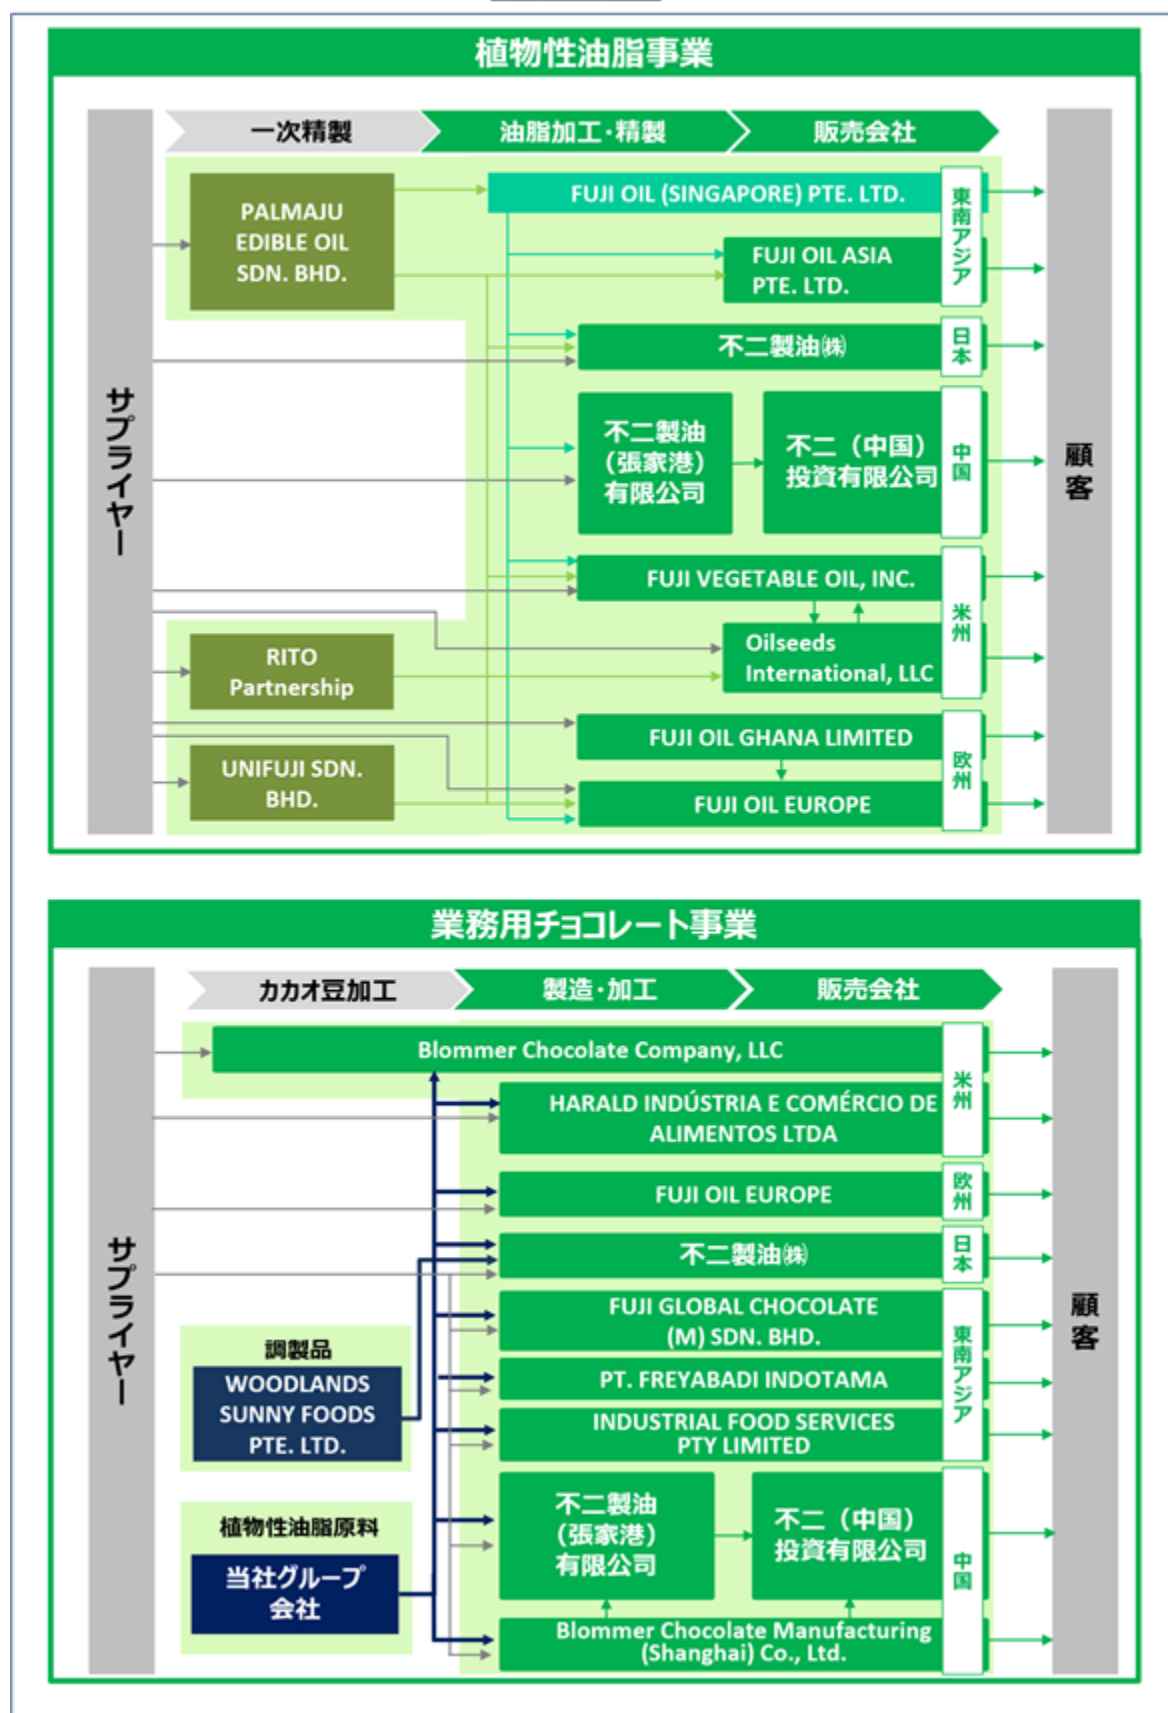 植物性油脂事業
一次精製
油脂加工・精製
販売会社
サプライヤー
PALMAJU
EDIBLE OIL
SDN. BHD.
FUJI OIL (SINGAPORE) PTE. LTD.
FUJI OIL ASIA
PTE. LTD.
東南アジア
不二製油㈱
日本
不二製油
（張家港）
有限公司
不二（中国）
投資有限公司
中国
FUJI VEGETABLE OIL, INC.
Oilseeds
International, LLC
米州
RITO
Partnership
FUJI OIL GHANA LIMITED
UNIFUJI SDN.
BHD.
FUJI OIL EUROPE
欧州
顧客
業務用チョコレート事業
カカオ豆加工
製造・加工
販売会社
サプライヤー
Blommer Chocolate Company, LLC
HARALD INDÚSTRIA E COMÉRCIO DE
ALIMENTOS LTDA
米州
FUJI OIL EUROPE
欧州
不二製油㈱
日本
FUJI GLOBAL CHOCOLATE
(M) SDN. BHD.
PT. FREYABADI INDOTAMA
INDUSTRIAL FOOD SERVICES
PTY LIMITED
東南アジア
調製品
WOODLANDS
SUNNY FOODS
PTE. LTD.
植物性油脂原料
当社グループ
会社
不二製油
（張家港）
有限公司
不二（中国）
投資有限公司
Blommer Chocolate Manufacturing
(Shanghai) Co., Ltd.
中国
顧客